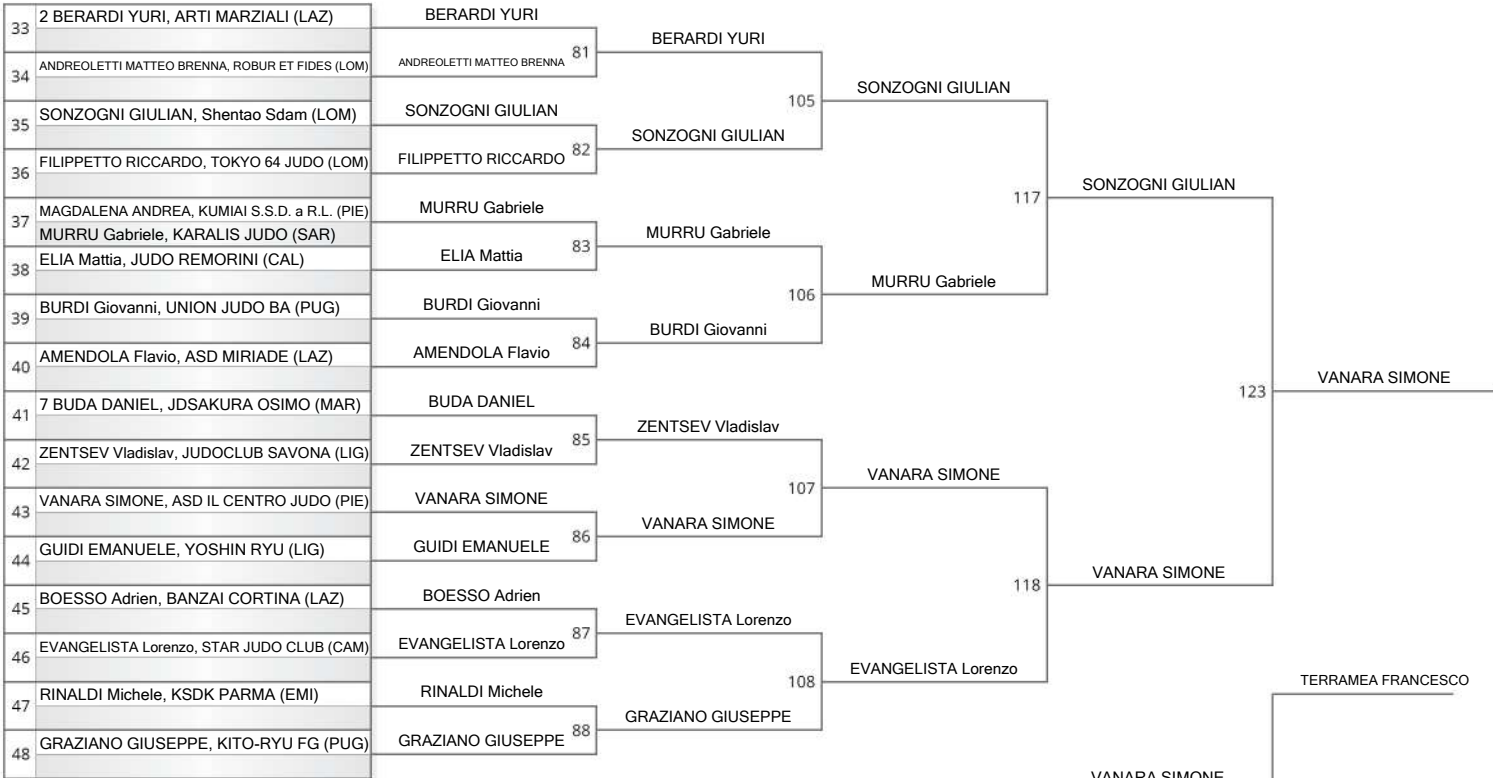 33 2 BERARDI YURI, ARTI MARZIALI (LAZ)
34 ANDREOLETTI MATTEO BRENNA, ROBUR ET FIDES (LOM)
35 SONZOGNI GIULIAN, Shentao Sdam (LOM)
36 FILIPPETTO RICCARDO, TOKYO 64 JUDO (LOM)
37 MAGDALENA ANDREA, KUMIAI S.S.D. a R.L. (PIE)
MURRU Gabriele, KARALIS JUDO (SAR)
38 ELIA Mattia, JUDO REMORINI (CAL)
39 BURDI Giovanni, UNION JUDO BA (PUG)
40 AMENDOLA Flavio, ASD MIRIADE (LAZ)
41 7 BUDA DANIEL, JDSAKURA OSIMO (MAR)
42 ZENTSEV Vladislav, JUDOCLUB SAVONA (LIG)
43 VANARA SIMONE, ASD IL CENTRO JUDO (PIE)
44 GUIDI EMANUELE, YOSHIN RYU (LIG)
45 BOESSO Adrien, BANZAI CORTINA (LAZ)
46 EVANGELISTA Lorenzo, STAR JUDO CLUB (CAM)
47 RINALDI Michele, KSDK PARMA (EMI)
48 GRAZIANO GIUSEPPE, KITO-RYU FG (PUG)
BERARDI YURI
81
ANDREOLETTI MATTEO BRENNA
SONZOGNI GIULIAN
82
FILIPPETTO RICCARDO
MURRU Gabriele
83
ELIA Mattia
BURDI Giovanni
84
AMENDOLA Flavio
BUDA DANIEL
85
ZENTSEV Vladislav
VANARA SIMONE
86
GUIDI EMANUELE
BOESSO Adrien
87
EVANGELISTA Lorenzo
RINALDI Michele
88
GRAZIANO GIUSEPPE
BERARDI YURI
105
SONZOGNI GIULIAN
MURRU Gabriele
106
BURDI Giovanni
ZENTSEV Vladislav
107
VANARA SIMONE
EVANGELISTA Lorenzo
108
GRAZIANO GIUSEPPE
SONZOGNI GIULIAN
117
MURRU Gabriele
VANARA SIMONE
118
EVANGELISTA Lorenzo
SONZOGNI GIULIAN
123
VANARA SIMONE
VANARA SIMONE
TERRAMEA FRANCESCO
VANARA SIMONE